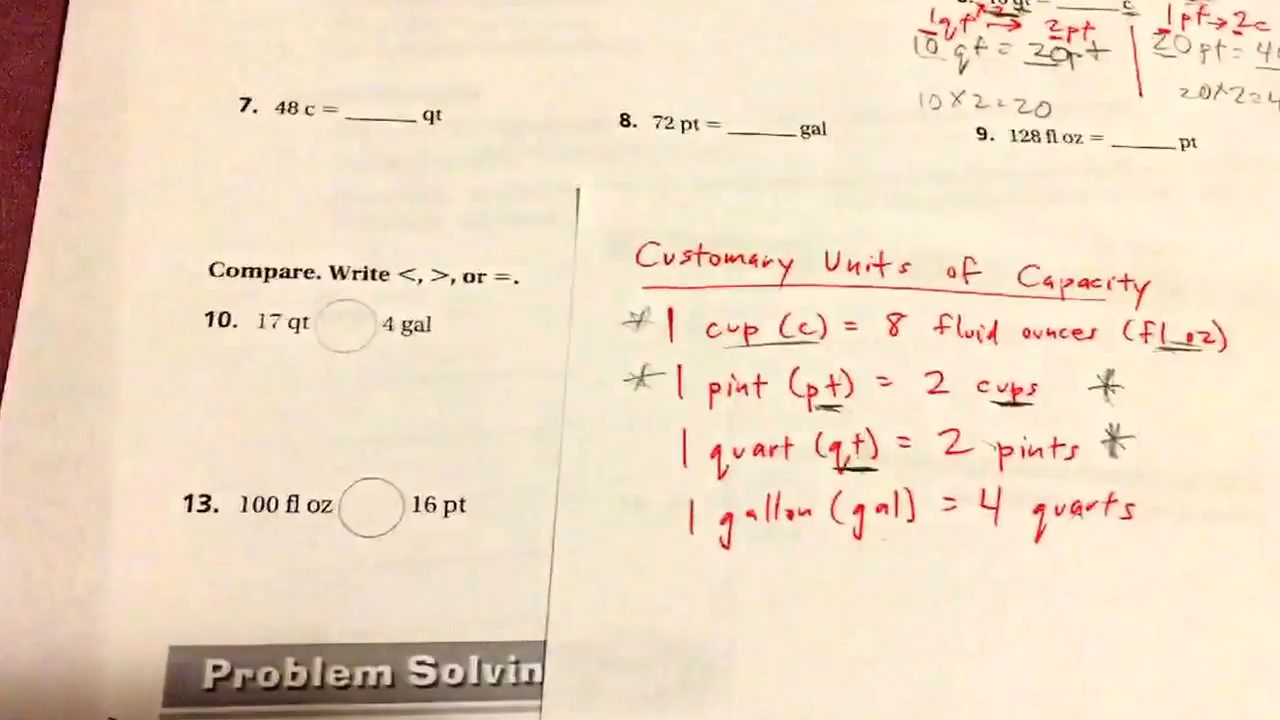 1qt → 2pt
10 qt = 20pt
10 × 2 = 20
1pt → 2c
20pt = 4
20×2=4
7. 48 c = ______ qt
8. 72 pt = ______ gal
9. 128 fl oz = ______ pt
Compare. Write <, >, or =.
10. 17 qt ◯ 4 gal
13. 100 fl oz ◯ 16 pt
Customary Units of Capacity
* 1 cup (c) = 8 fluid ounces (fl oz)
* 1 pint (pt) = 2 cups *
1 quart (qt) = 2 pints *
1 gallon (gal) = 4 quarts
Problem Solvin